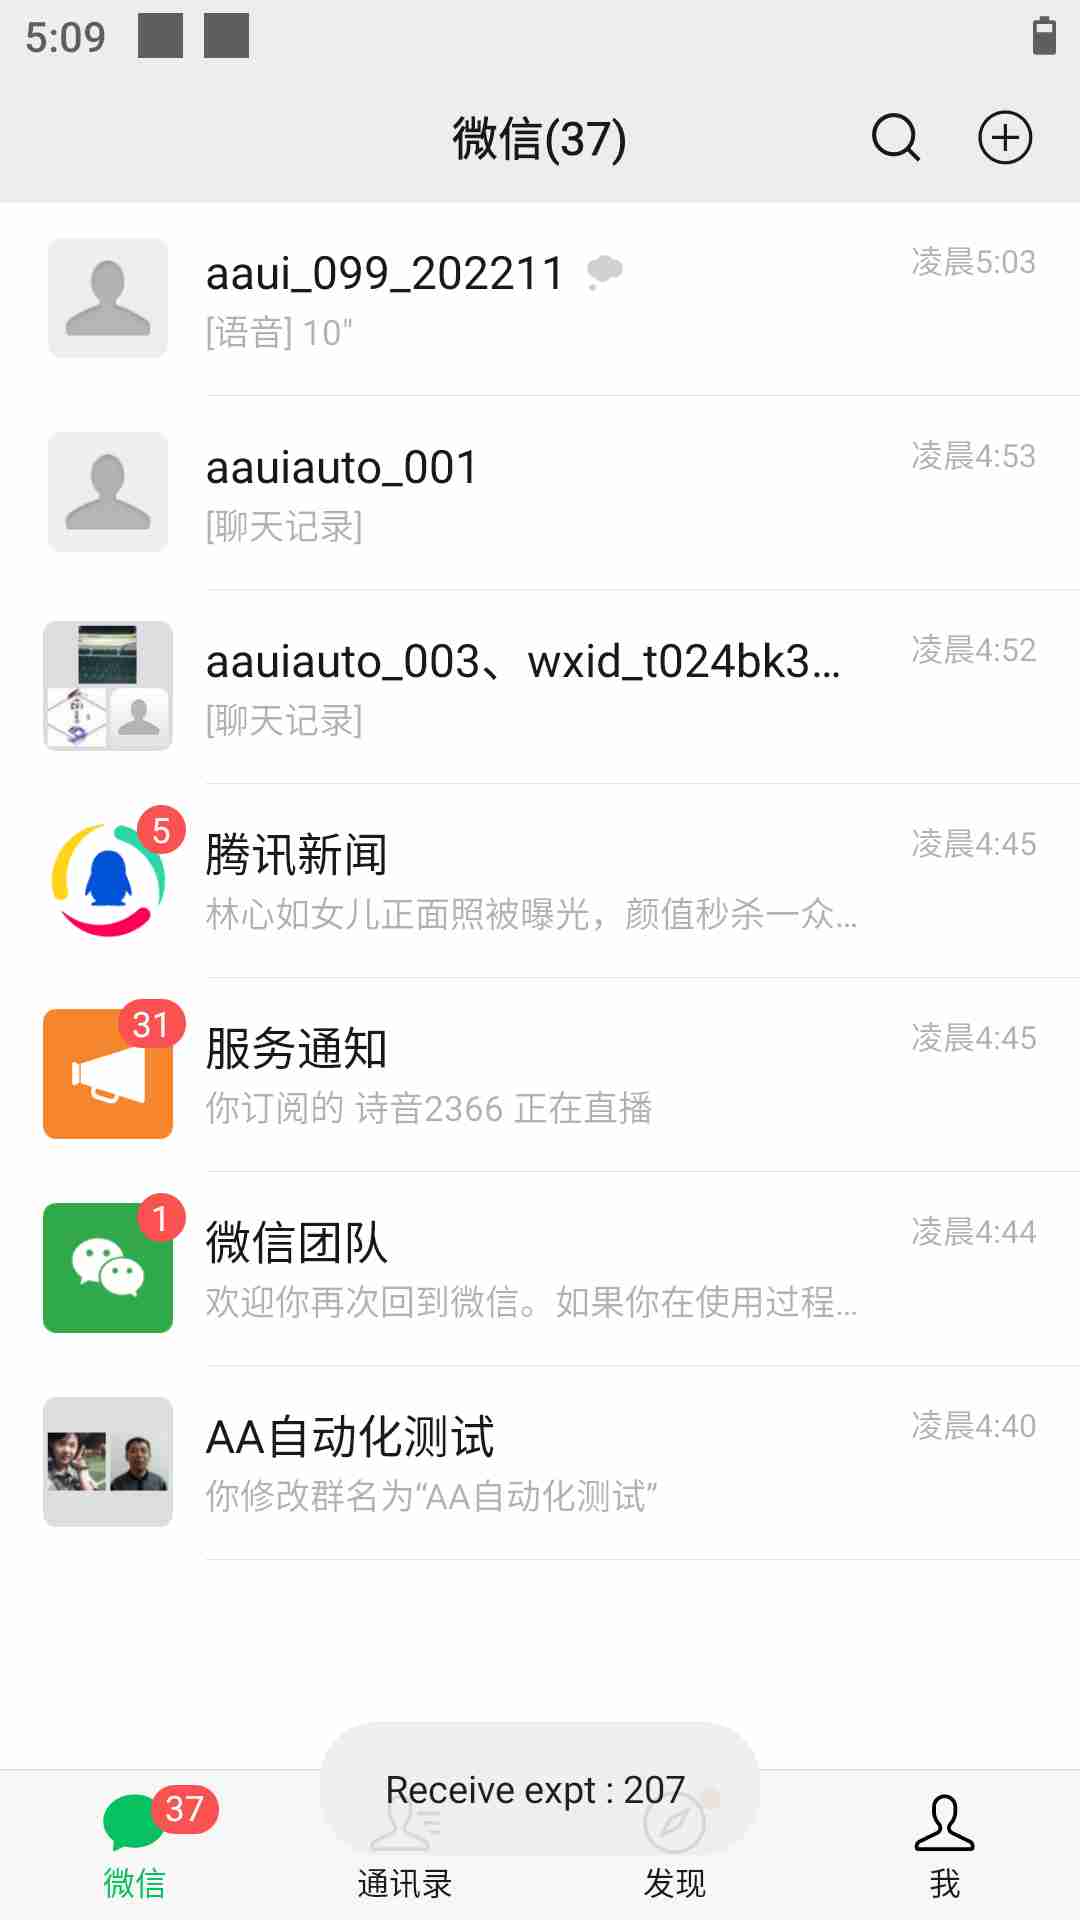 5:09
微信(37)
aaui_099_202211
凌晨5:03
[语音] 10"
aauiauto_001
凌晨4:53
[聊天记录]
aauiauto_003、wxid_t024bk3...
凌晨4:52
[聊天记录]
5
腾讯新闻
凌晨4:45
林心如女儿正面照被曝光，颜值秒杀一众...
31
服务通知
凌晨4:45
你订阅的 诗音2366 正在直播
1
微信团队
凌晨4:44
欢迎你再次回到微信。如果你在使用过程...
AA自动化测试
凌晨4:40
你修改群名为“AA自动化测试”
Receive expt : 207
37
微信
通讯录
发现
我